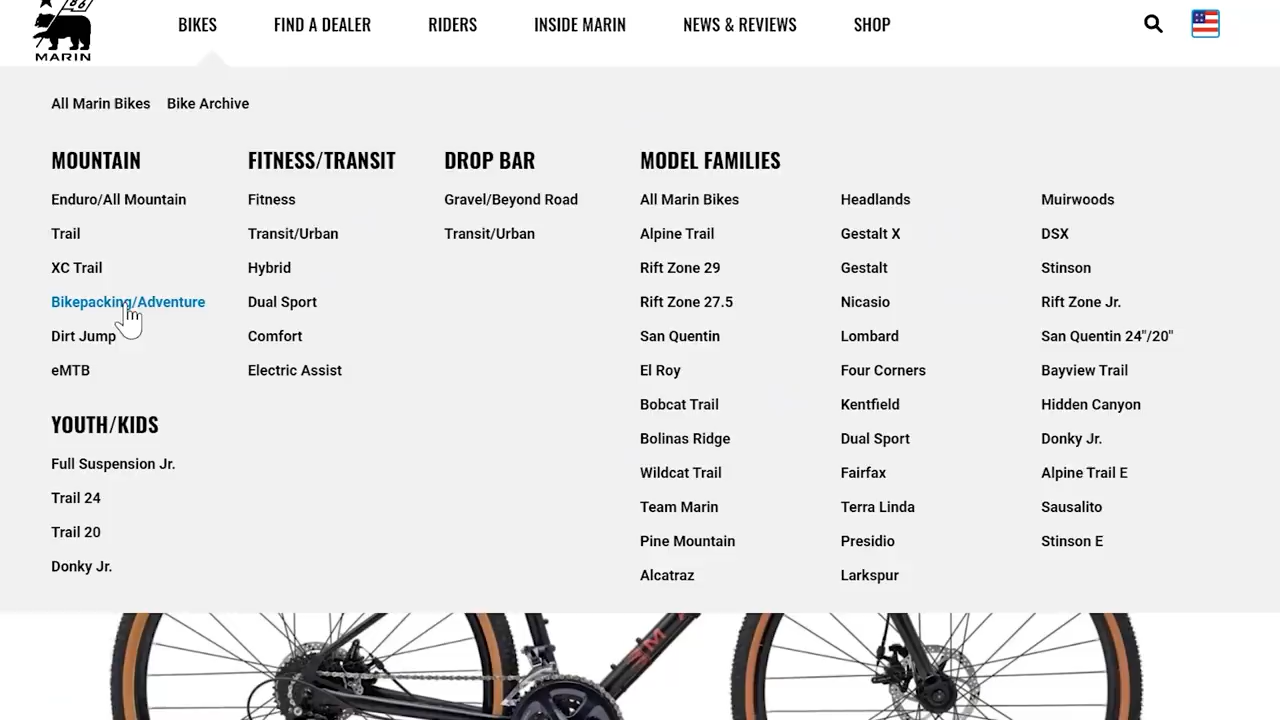 86
MARIN
BIKES
FIND A DEALER
RIDERS
INSIDE MARIN
NEWS & REVIEWS
SHOP
All Marin Bikes
Bike Archive
MOUNTAIN
Enduro/All Mountain
Trail
XC Trail
Bikepacking/Adventure
Dirt Jump
eMTB
YOUTH/KIDS
Full Suspension Jr.
Trail 24
Trail 20
Donky Jr.
FITNESS/TRANSIT
Fitness
Transit/Urban
Hybrid
Dual Sport
Comfort
Electric Assist
DROP BAR
Gravel/Beyond Road
Transit/Urban
MODEL FAMILIES
All Marin Bikes
Alpine Trail
Rift Zone 29
Rift Zone 27.5
San Quentin
El Roy
Bobcat Trail
Bolinas Ridge
Wildcat Trail
Team Marin
Pine Mountain
Alcatraz
Headlands
Gestalt X
Gestalt
Nicasio
Lombard
Four Corners
Kentfield
Dual Sport
Fairfax
Terra Linda
Presidio
Larkspur
Muirwoods
DSX
Stinson
Rift Zone Jr.
San Quentin 24"/20"
Bayview Trail
Hidden Canyon
Donky Jr.
Alpine Trail E
Sausalito
Stinson E